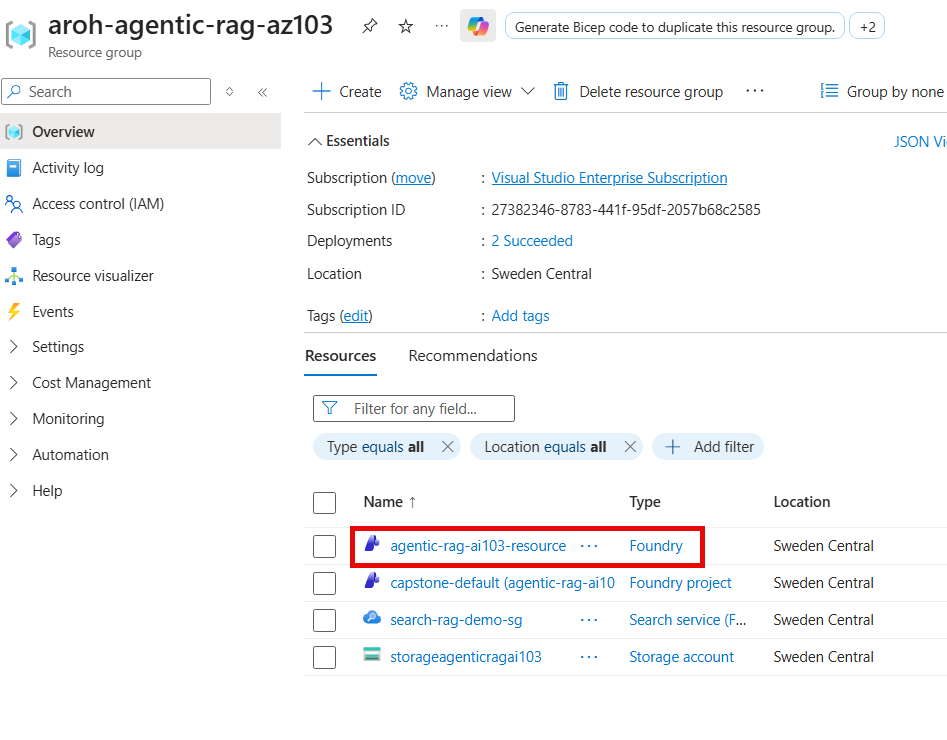 aroh-agentic-rag-az103
Resource group
Generate Bicep code to duplicate this resource group.
+2
Search
Create
Manage view
Delete resource group
Group by none
Overview
Activity log
Access control (IAM)
Tags
Resource visualizer
Events
Settings
Cost Management
Monitoring
Automation
Help
Essentials
JSON Vi
Subscription (move) : Visual Studio Enterprise Subscription
Subscription ID : 27382346-8783-441f-95df-2057b68c2585
Deployments : 2 Succeeded
Location : Sweden Central
Tags (edit) : Add tags
Resources Recommendations
Filter for any field...
Type equals all Location equals all Add filter
Name ↑ Type Location
agentic-rag-ai103-resource ... Foundry Sweden Central
capstone-default (agentic-rag-ai10 Foundry project Sweden Central
search-rag-demo-sg ... Search service (F... Sweden Central
storageagenticragai103 ... Storage account Sweden Central